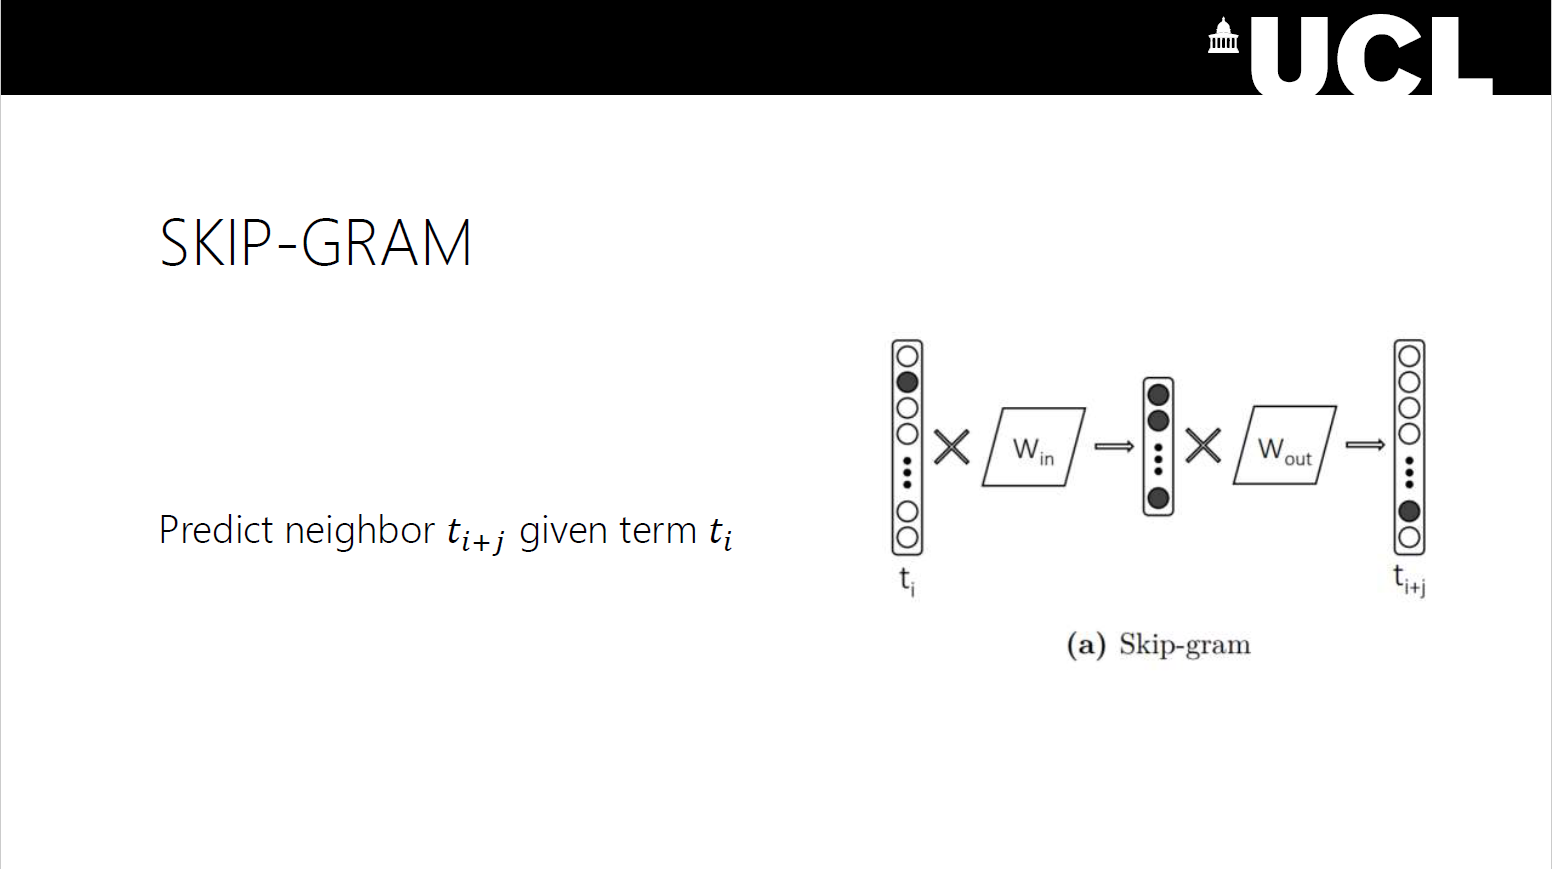 UCL
SKIP-GRAM
Predict neighbor t_{i+j} given term t_i
W_in
W_out
t_i
t_{i+j}
(a) Skip-gram